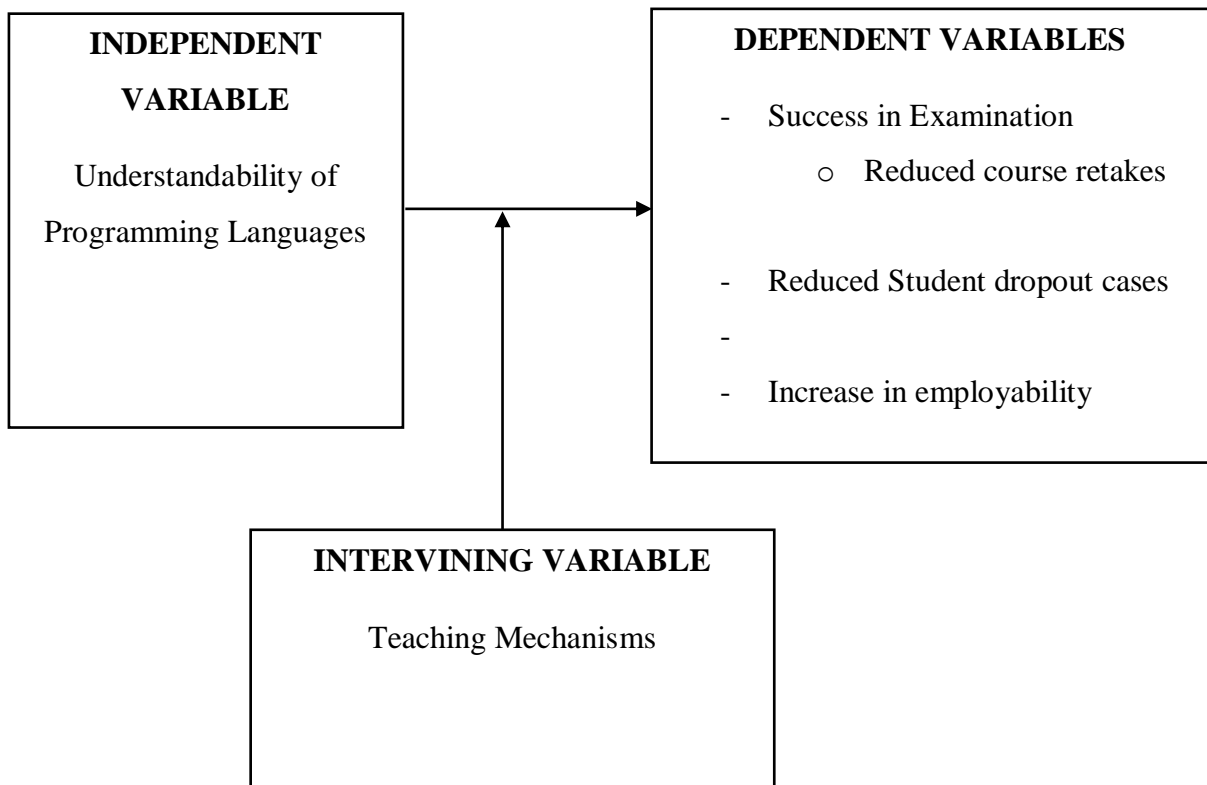 INDEPENDENT
VARIABLE
Understandability of
Programming Languages
DEPENDENT VARIABLES
- Success in Examination
o Reduced course retakes
- Reduced Student dropout cases
-
- Increase in employability
INTERVINING VARIABLE
Teaching Mechanisms